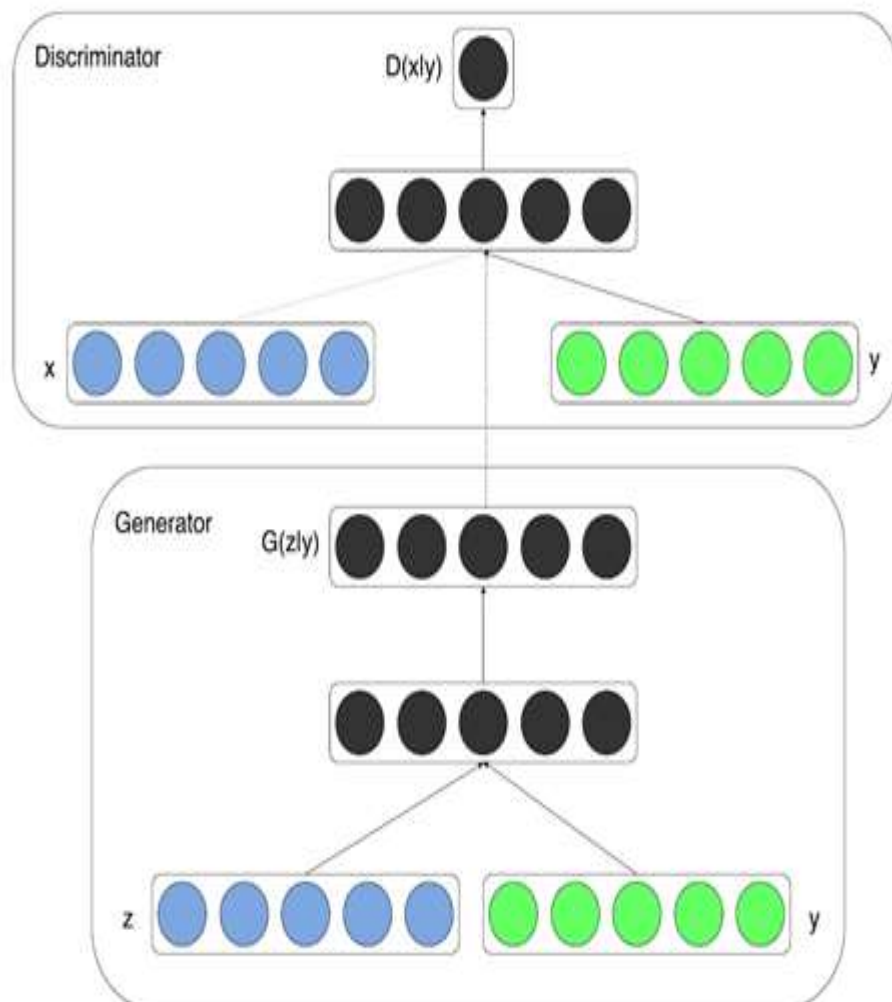 Discriminator
D(x|y)
x
y
Generator
G(z|y)
z
y